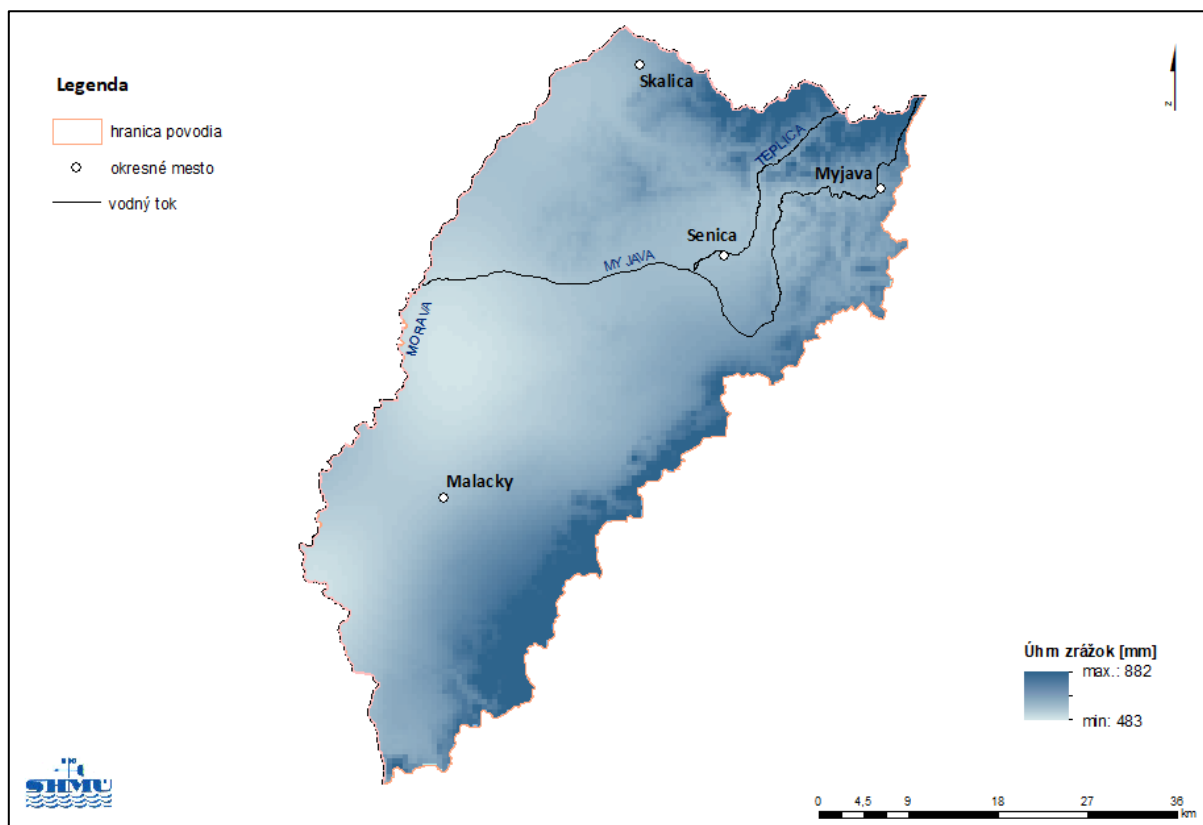 Legenda
hranica povodia
okresné mesto
vodný tok
Skalica
TEPLICA
Myjava
Senica
MYJAVA
MORAVA
Malacky
N
Úhrn zrážok [mm]
max.: 882
min: 483
SHMÚ
0 4,5 9 18 27 36
km